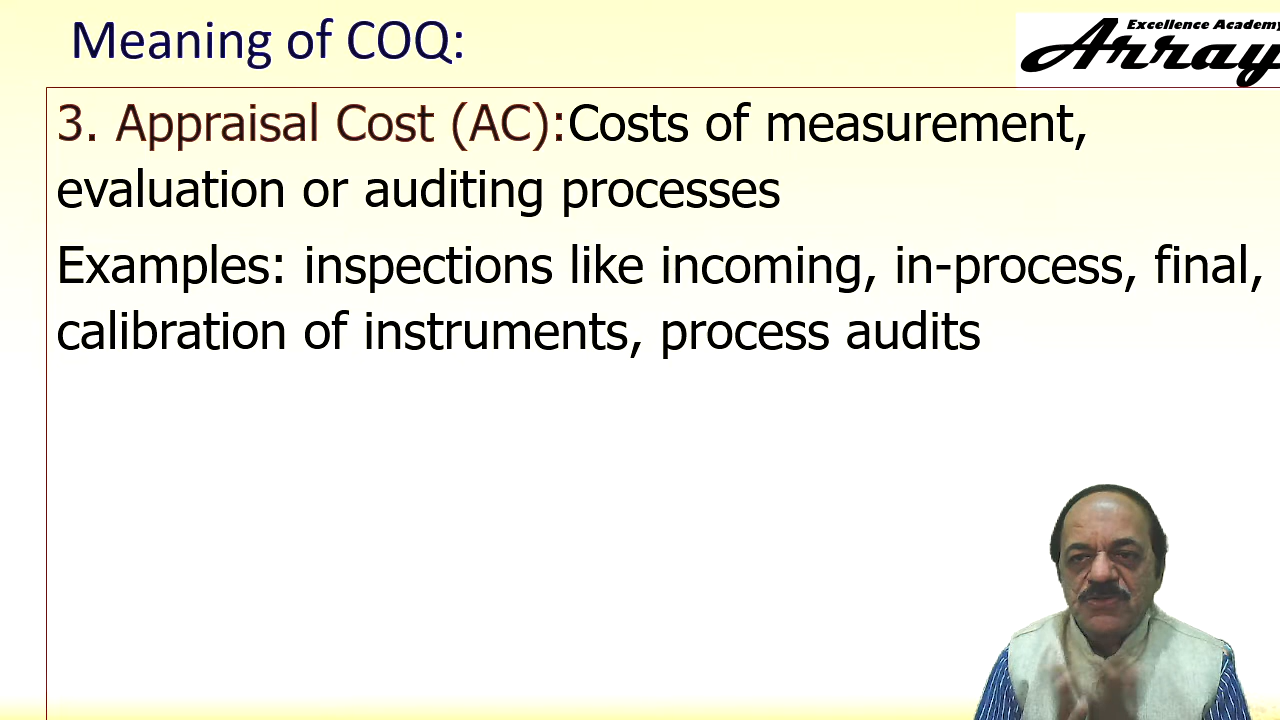 Meaning of COQ:
Excellence Academy
Array
3. Appraisal Cost (AC):Costs of measurement,
evaluation or auditing processes
Examples: inspections like incoming, in-process, final,
calibration of instruments, process audits